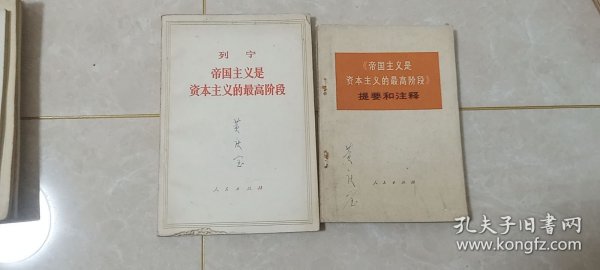 列宁
帝国主义是
资本主义的最高阶段
人民出版社
《帝国主义是
资本主义的最高阶段》
提要和注释
人民出版社
孔夫子旧书网
www.kongfz.com